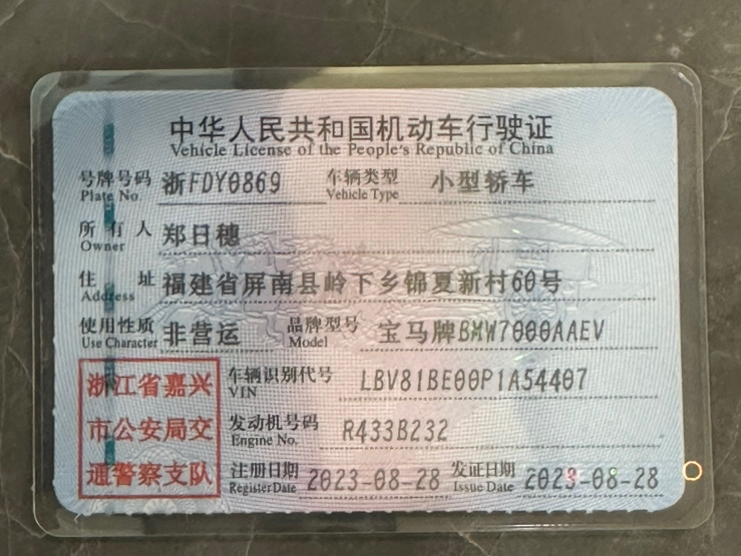 中华人民共和国机动车行驶证
Vehicle License of the People's Republic of China
号牌号码 浙FDY0869 车辆类型 小型轿车
Plate No. Vehicle Type
所有人 郑日穗
Owner
住址 福建省屏南县岭下乡锦夏新村60号
Address
使用性质 非营运 品牌型号 宝马牌BMW7000AAEV
Use Character Model
浙江省嘉兴
市公安局交
通警察支队
车辆识别代号 LBV81BE00P1A54407
VIN
发动机号码 R433B232
Engine No.
注册日期 2023-08-28 发证日期 2023-08-28
Register Date Issue Date